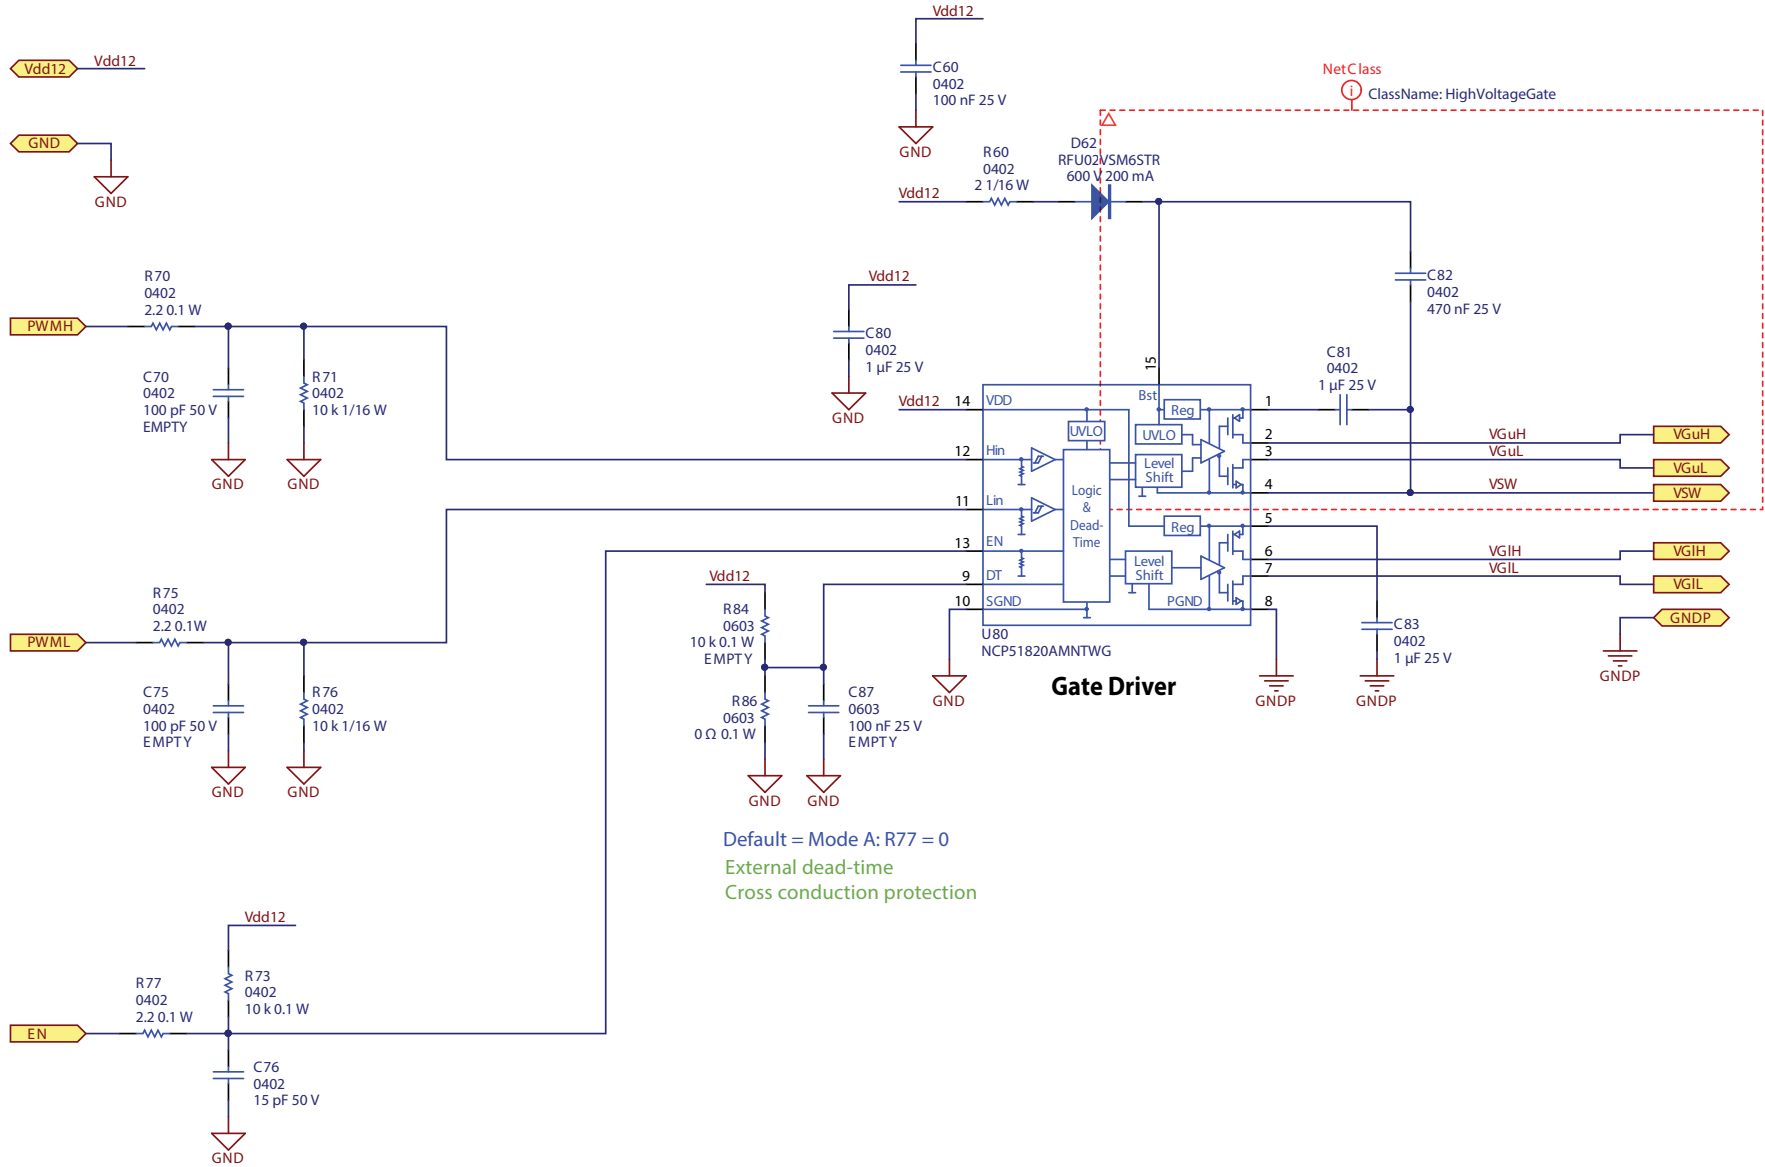 Vdd12
Vdd12
Vdd12
C60
0402
100 nF 25 V
GND
NetClass
i
ClassName: HighVoltageGate
GND
GND
R60
0402
2 1/16 W
Vdd12
D62
RFU02VSM6STR
600 V 200 mA
R70
0402
2.2 0.1 W
PWMH
C70
0402
100 pF 50 V
EMPTY
GND
R71
0402
10 k 1/16 W
GND
Vdd12
C80
0402
1 µF 25 V
GND
C82
0402
470 nF 25 V
C81
0402
1 µF 25 V
15
Bst
Vdd12
14
VDD
Reg
1
UVLO
UVLO
2
VGuH
VGuH
12
Hin
3
VGuL
VGuL
Level
Shift
4
VSW
VSW
Logic
&
Dead-
Time
11
Lin
Reg
5
13
EN
6
VGlH
VGlH
Level
Shift
7
VGlL
VGlL
9
DT
10
SGND
PGND
8
U80
NCP51820AMNTWG
Gate Driver
GND
GNDP
C83
0402
1 µF 25 V
GNDP
GNDP
GNDP
R75
0402
2.2 0.1W
PWML
C75
0402
100 pF 50 V
EMPTY
GND
R76
0402
10 k 1/16 W
GND
Vdd12
R84
0603
10 k 0.1 W
EMPTY
R86
0603
0 Ω 0.1 W
GND
C87
0603
100 nF 25 V
EMPTY
GND
Default = Mode A: R77 = 0
External dead-time
Cross conduction protection
Vdd12
R73
0402
10 k 0.1 W
R77
0402
2.2 0.1 W
EN
C76
0402
15 pF 50 V
GND